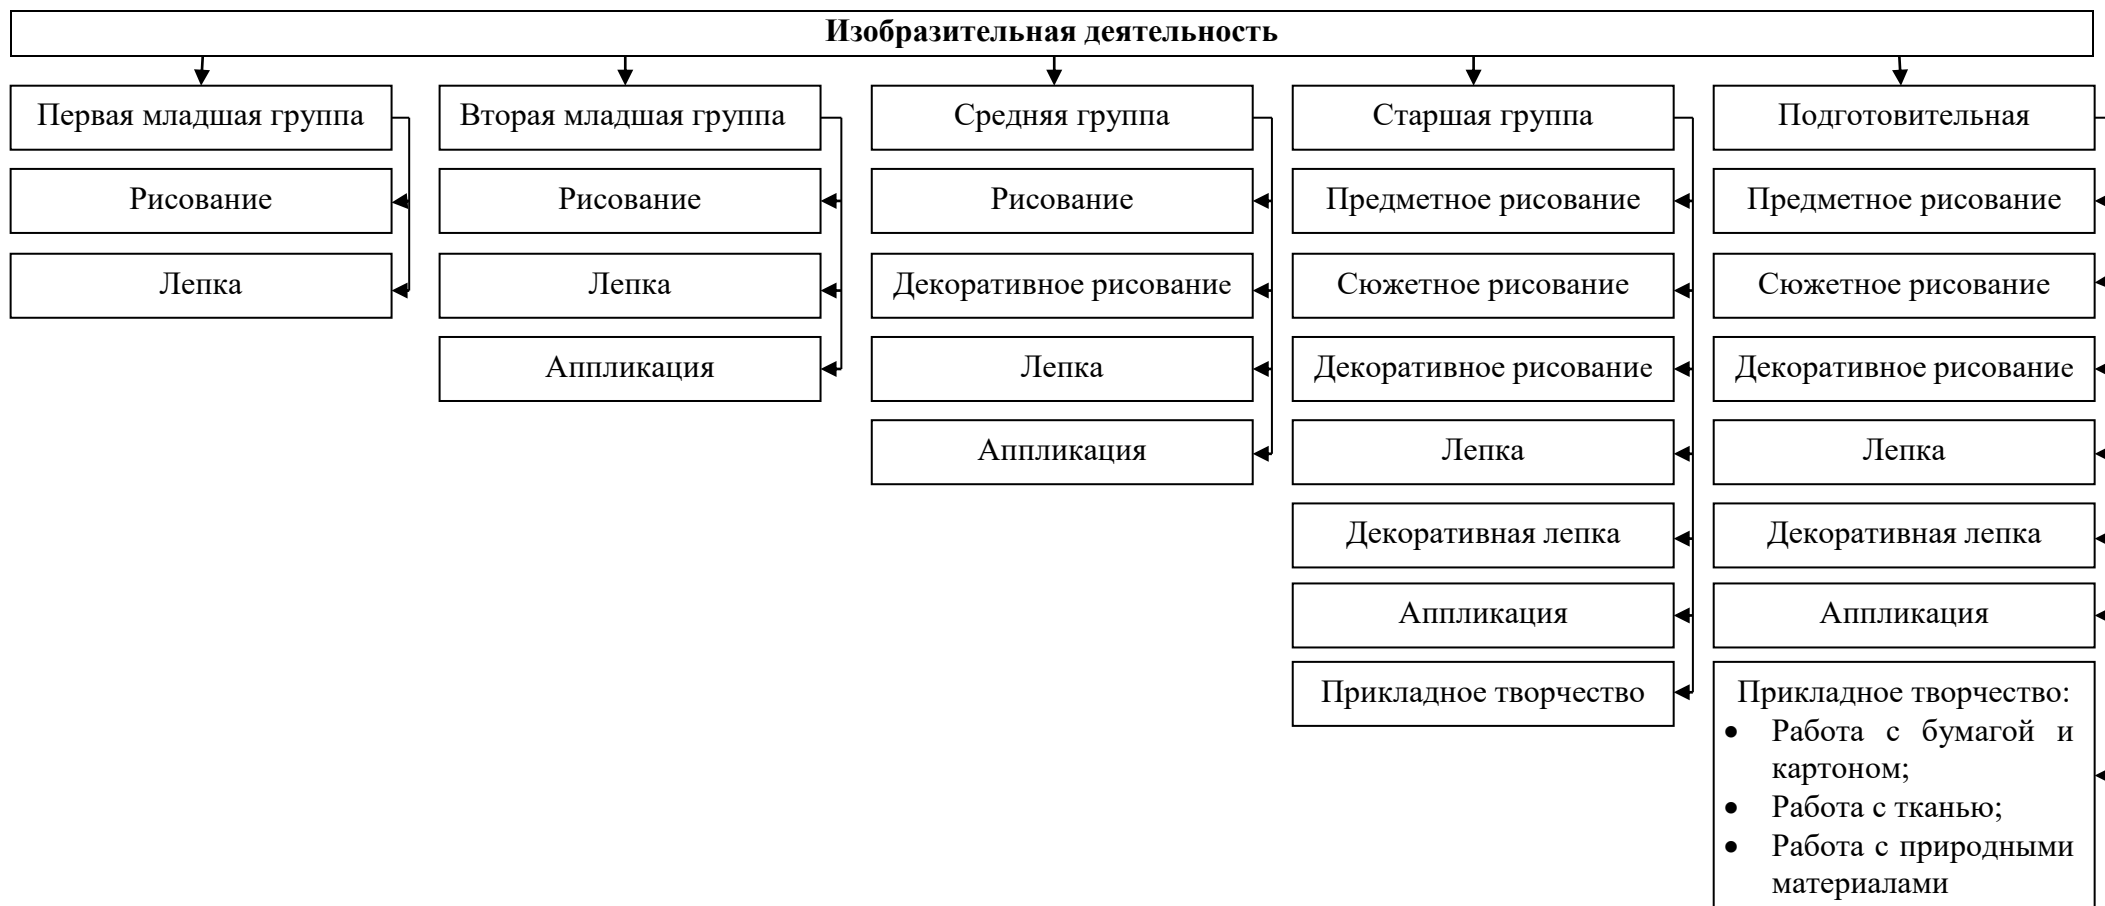 Изобразительная деятельность
Первая младшая группа
Рисование
Лепка
Вторая младшая группа
Рисование
Лепка
Аппликация
Средняя группа
Рисование
Декоративное рисование
Лепка
Аппликация
Старшая группа
Предметное рисование
Сюжетное рисование
Декоративное рисование
Лепка
Декоративная лепка
Аппликация
Прикладное творчество
Подготовительная
Предметное рисование
Сюжетное рисование
Декоративное рисование
Лепка
Декоративная лепка
Аппликация
Прикладное творчество:
• Работа с бумагой и
картоном;
• Работа с тканью;
• Работа с природными
материалами